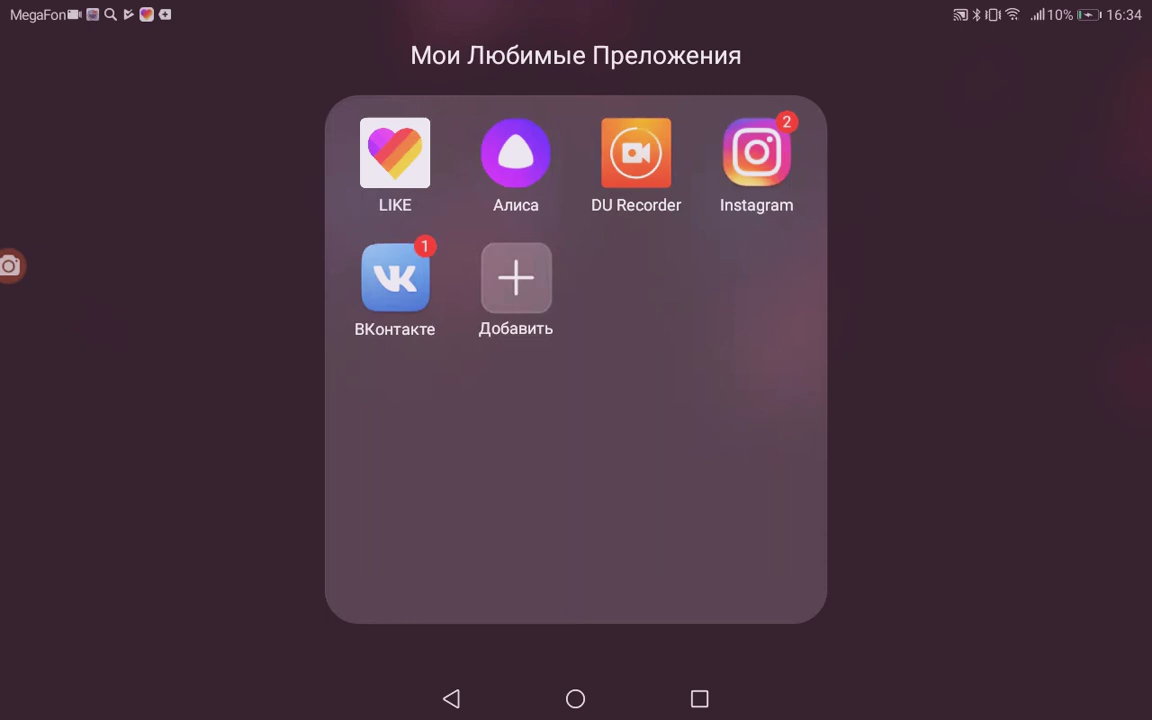 MegaFon 10% 16:34
Мои Любимые Преложения
2
LIKE Алиса DU Recorder Instagram
1
ВКонтакте Добавить